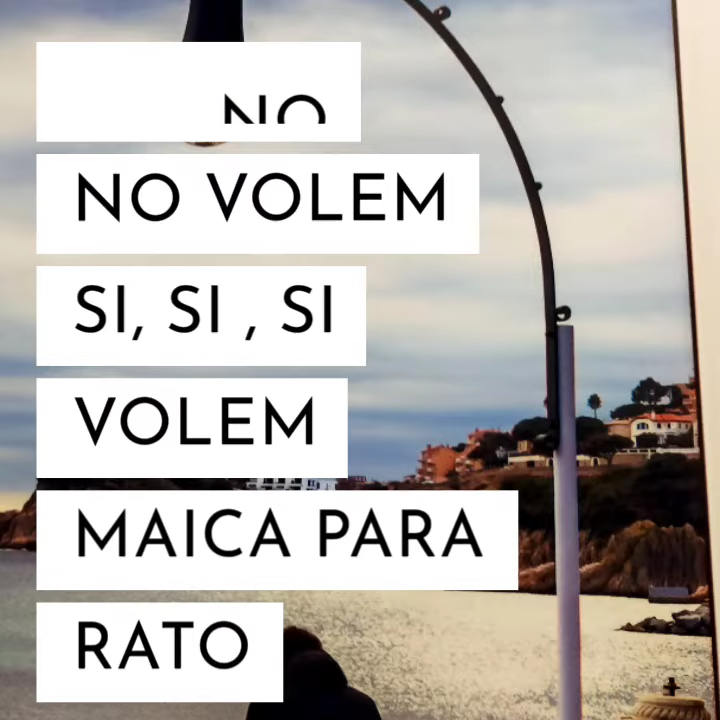 NO
NO VOLEM
SI, SI , SI
VOLEM
MAICA PARA
RATO